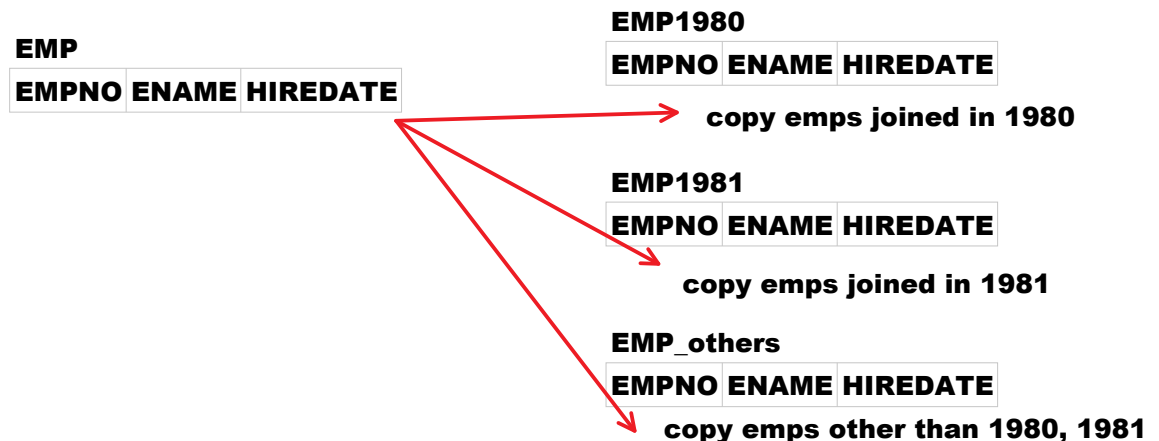 EMP
EMPNO ENAME HIREDATE
EMP1980
EMPNO ENAME HIREDATE
copy emps joined in 1980
EMP1981
EMPNO ENAME HIREDATE
copy emps joined in 1981
EMP_others
EMPNO ENAME HIREDATE
copy emps other than 1980, 1981